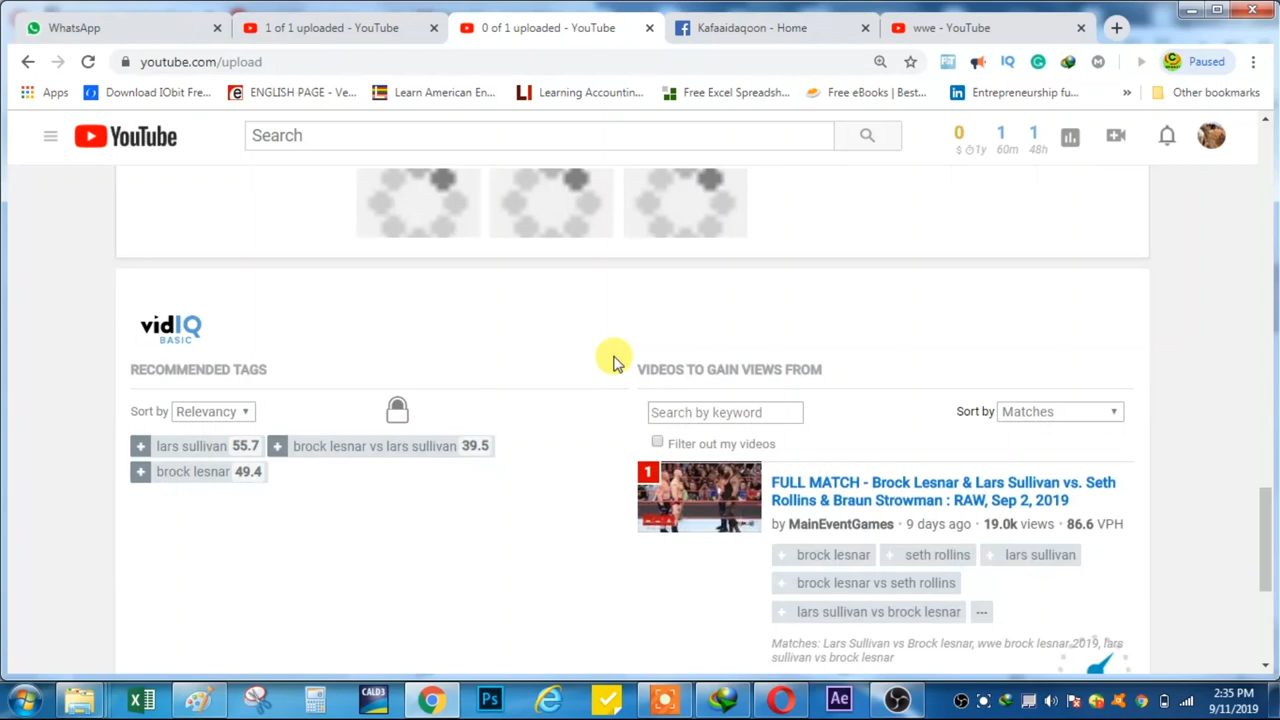 WhatsApp
1 of 1 uploaded - YouTube
0 of 1 uploaded - YouTube
Kafaaidaqoon - Home
wwe - YouTube
youtube.com/upload
IQ
M
Paused
Apps
Download IObit Fre...
ENGLISH PAGE - Ve...
Learn American En...
Learning Accountin...
Free Excel Spreadsh...
Free eBooks | Best...
Entrepreneurship fu...
»
Other bookmarks
YouTube
Search
0
1
1
$ 1y
60m
48h
vidIQ
BASIC
RECOMMENDED TAGS
VIDEOS TO GAIN VIEWS FROM
Sort by
Relevancy
Search by keyword
Sort by
Matches
Filter out my videos
+ lars sullivan 55.7
+ brock lesnar vs lars sullivan 39.5
+ brock lesnar 49.4
1
FULL MATCH - Brock Lesnar & Lars Sullivan vs. Seth
Rollins & Braun Strowman : RAW, Sep 2, 2019
by MainEventGames · 9 days ago · 19.0k views · 86.6 VPH
+ brock lesnar
+ seth rollins
+ lars sullivan
+ brock lesnar vs seth rollins
+ lars sullivan vs brock lesnar
---
Matches: Lars Sullivan vs Brock lesnar, wwe brock lesnar 2019, lars
sullivan vs brock lesnar
CALD3
Ps
Ae
2:35 PM
9/11/2019